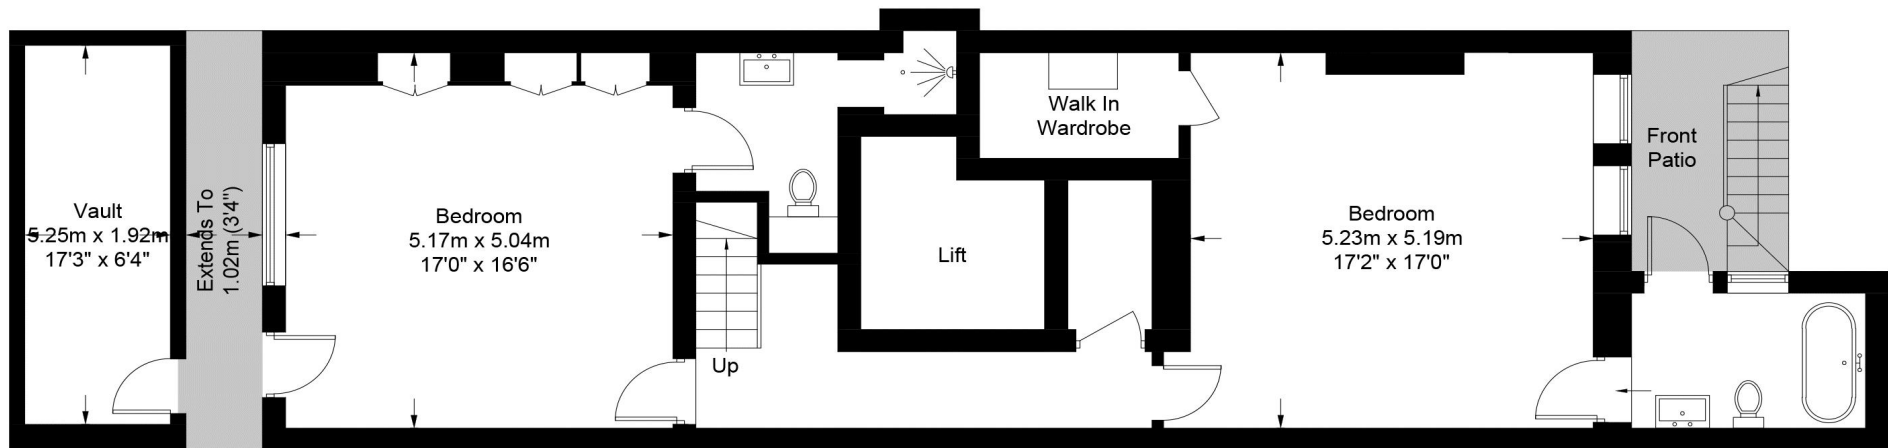 Vault
5.25m x 1.92m
17'3" x 6'4"
Extends To
1.02m (3'4")
Bedroom
5.17m x 5.04m
17'0" x 16'6"
Up
Lift
Walk In
Wardrobe
Bedroom
5.23m x 5.19m
17'2" x 17'0"
Front
Patio